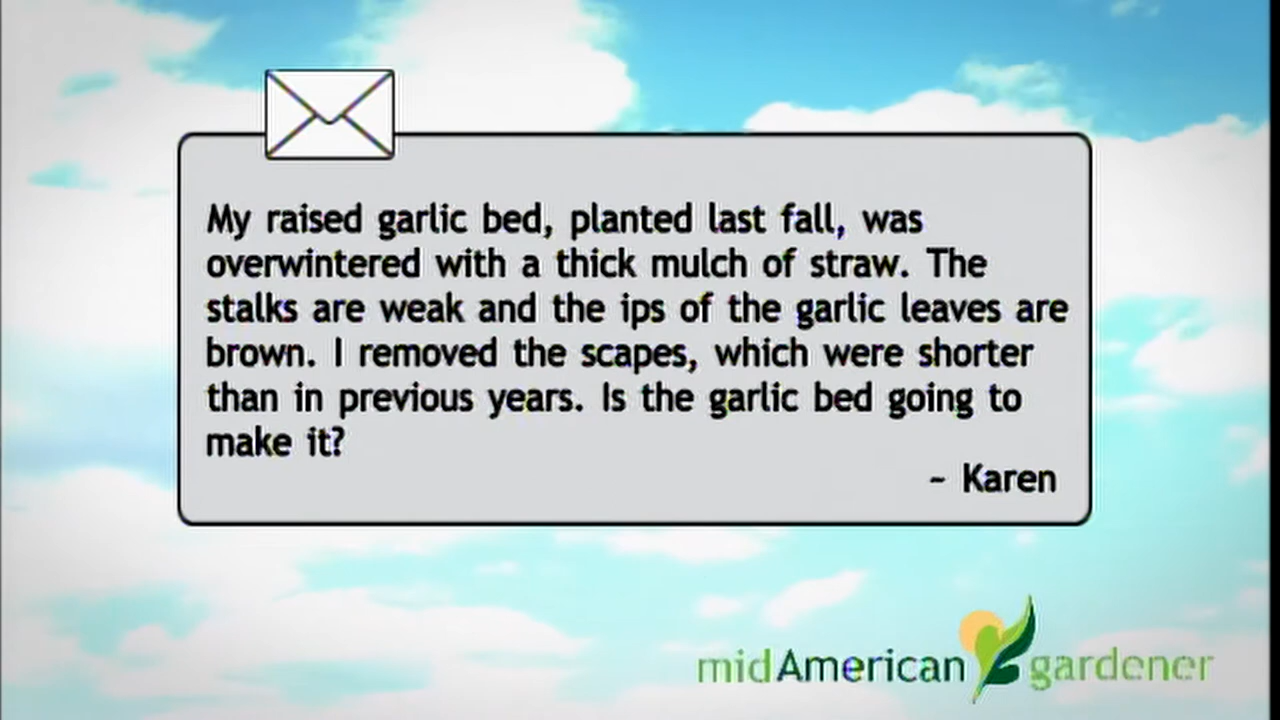 My raised garlic bed, planted last fall, was
overwintered with a thick mulch of straw. The
stalks are weak and the ips of the garlic leaves are
brown. I removed the scapes, which were shorter
than in previous years. Is the garlic bed going to
make it?
~ Karen
midAmerican gardener